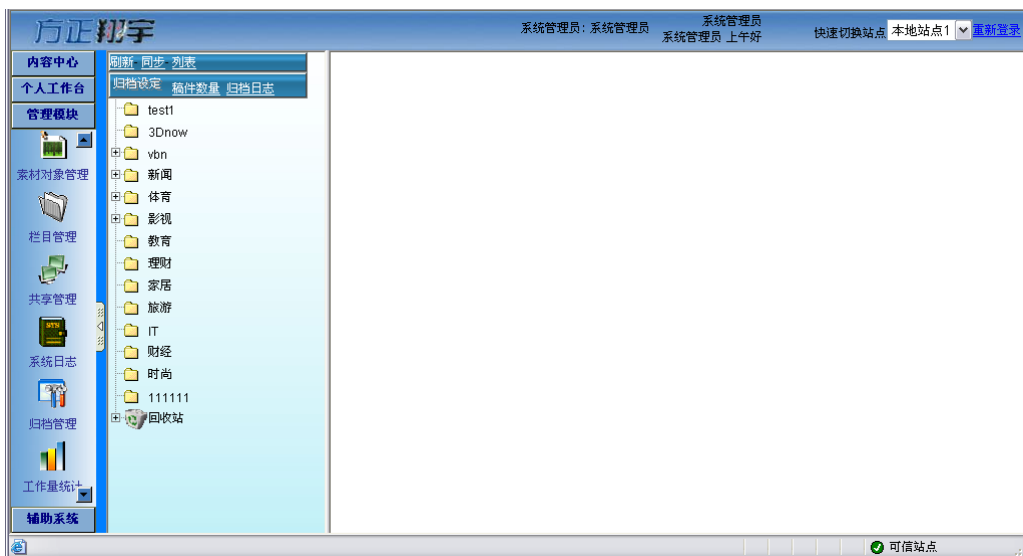 方正翔宇
系统管理员: 系统管理员
系统管理员
系统管理员 上午好
快速切换站点 本地站点1 重新登录
内容中心
个人工作台
管理模块
素材对象管理
栏目管理
共享管理
SYS
系统日志
归档管理
工作量统计
辅助系统
刷新 同步 列表
归档设定 稿件数量 归档日志
test1
3Dnow
vbn
新闻
体育
影视
教育
理财
家居
旅游
IT
财经
时尚
111111
回收站
可信站点